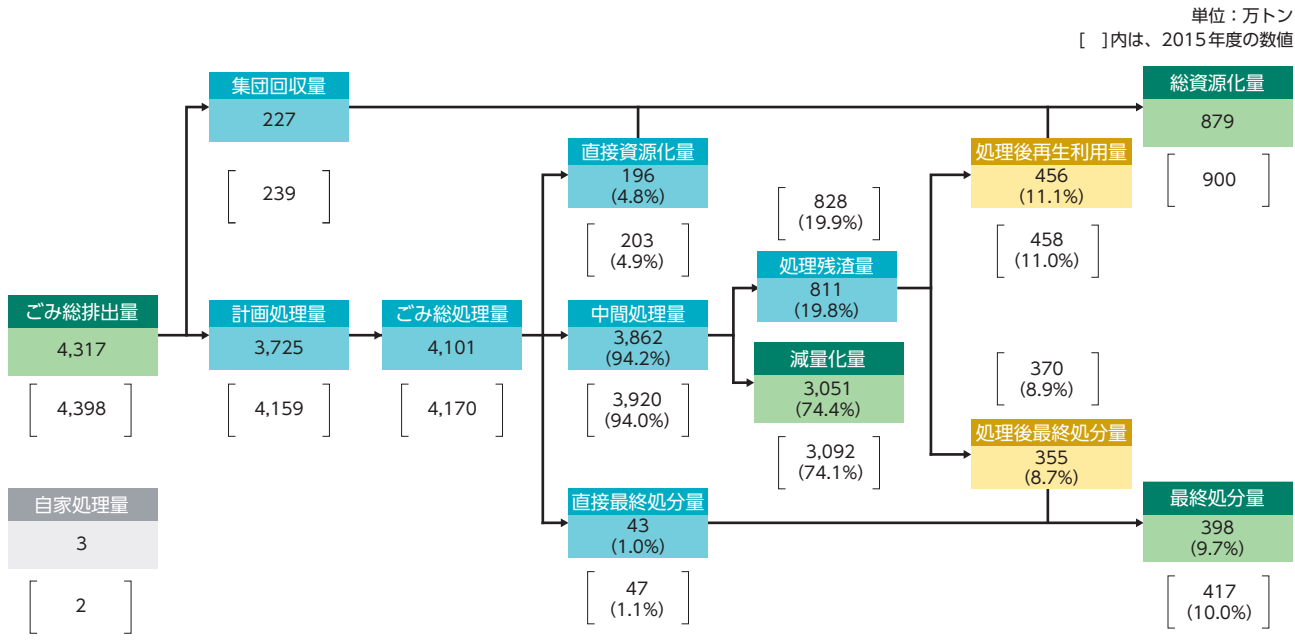 単位：万トン
[ ]内は、2015年度の数値
集団回収量
227
239
総資源化量
879
900
直接資源化量
196
(4.8%)
203
(4.9%)
処理後再生利用量
456
(11.1%)
458
(11.0%)
828
(19.9%)
処理残渣量
811
(19.8%)
ごみ総排出量
4,317
4,398
計画処理量
3,725
4,159
ごみ総処理量
4,101
4,170
中間処理量
3,862
(94.2%)
3,920
(94.0%)
減量化量
3,051
(74.4%)
3,092
(74.1%)
370
(8.9%)
処理後最終処分量
355
(8.7%)
自家処理量
3
2
直接最終処分量
43
(1.0%)
47
(1.1%)
最終処分量
398
(9.7%)
417
(10.0%)